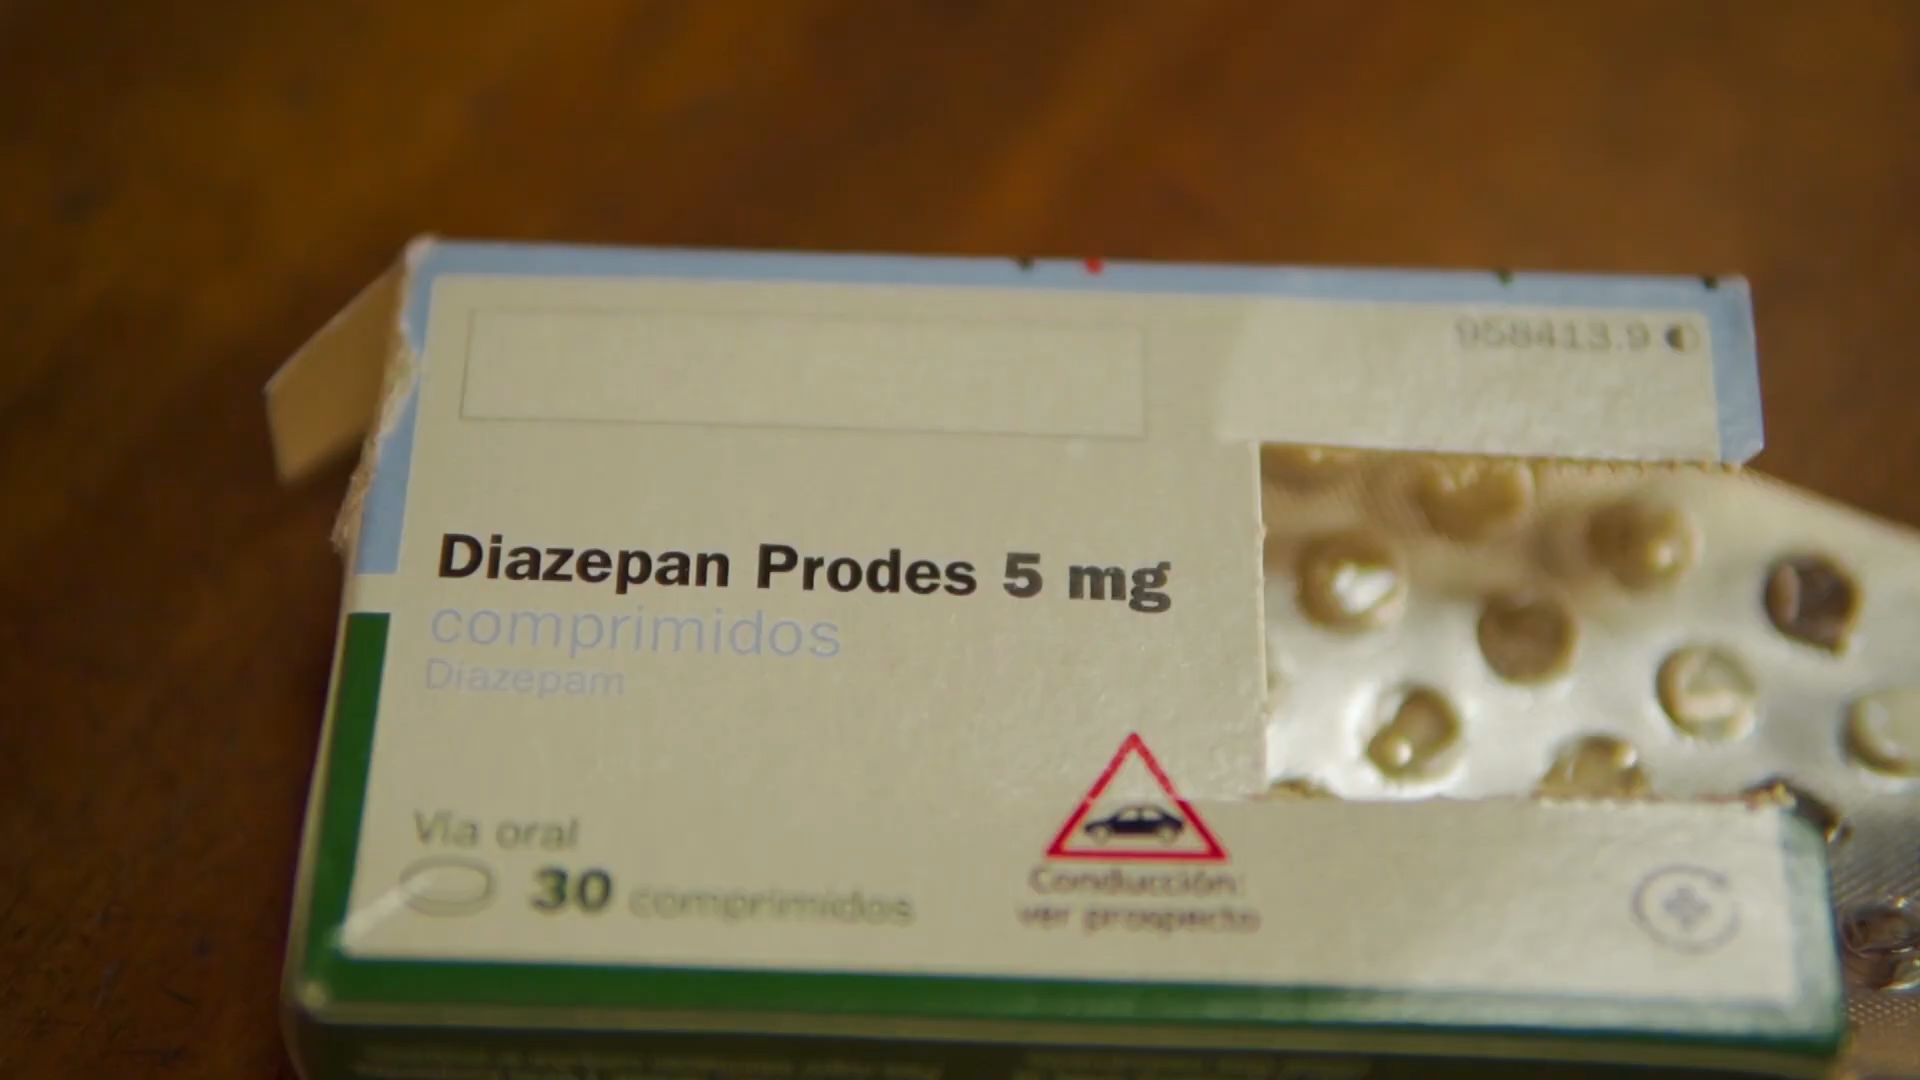 958413.9
Diazepan Prodes 5 mg
comprimidos
Diazepam
Vía oral
30 comprimidos
Conducción:
ver prospecto